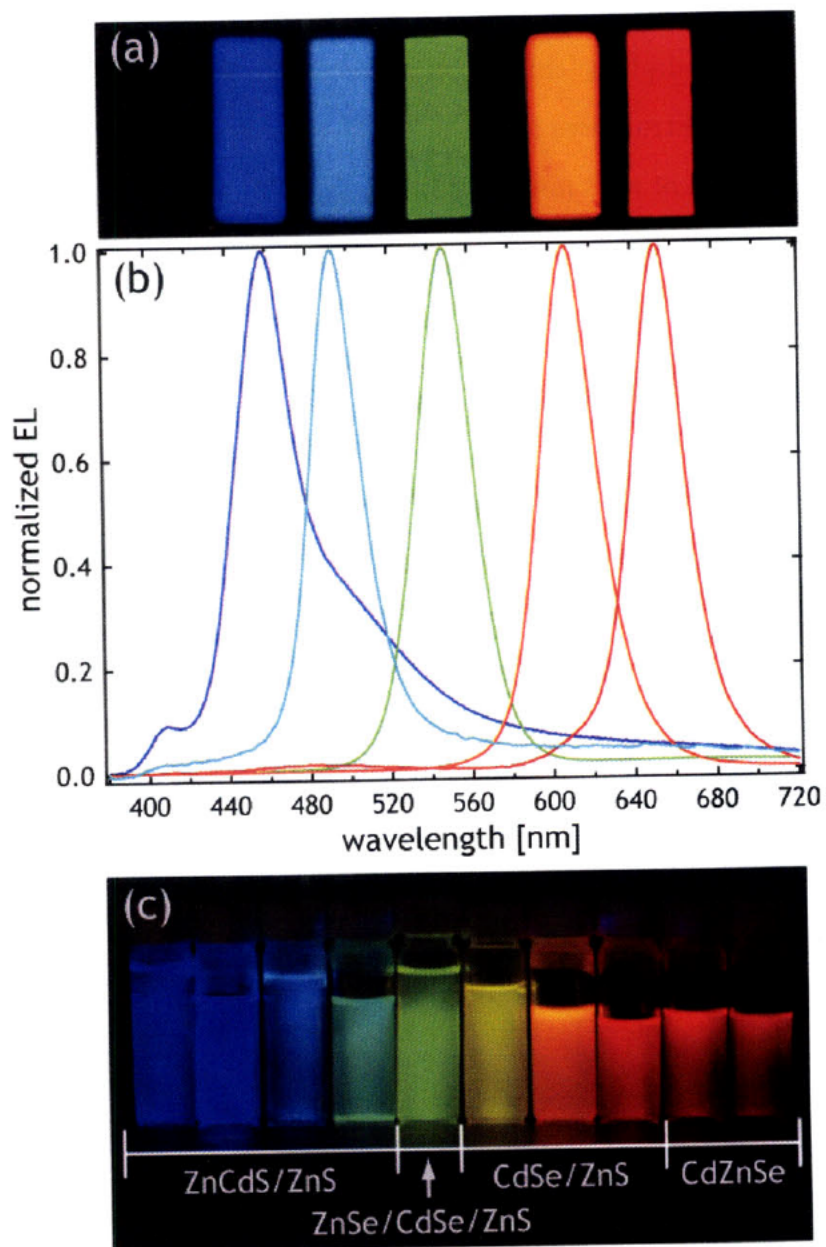 (a)
(b)
1.0
0.8
0.6
0.4
0.2
0.0
normalized EL
400 440 480 520 560 600 640 680 720
wavelength [nm]
(c)
ZnCdS/ZnS
CdSe/ZnS
CdZnSe
ZnSe/CdSe/ZnS